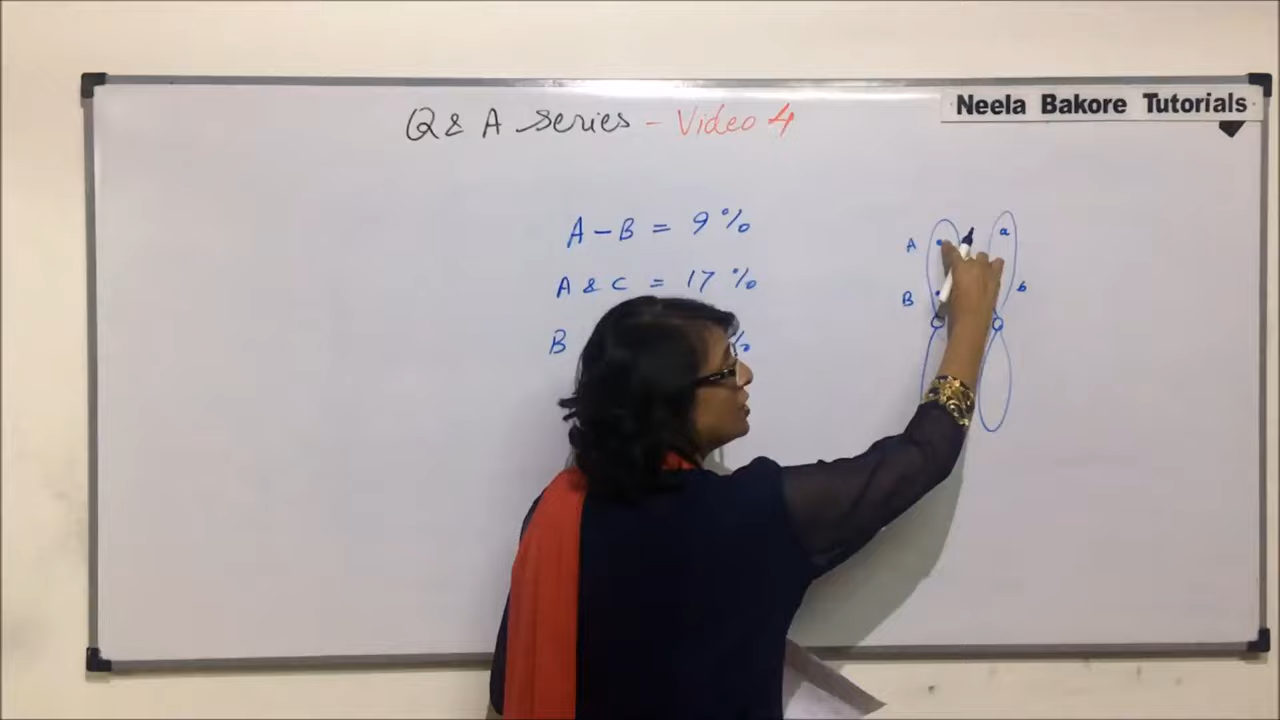 Neela Bakore Tutorials
Q & A series - Video 4
A - B = 9%
A & C = 17%
B %
A a
B b